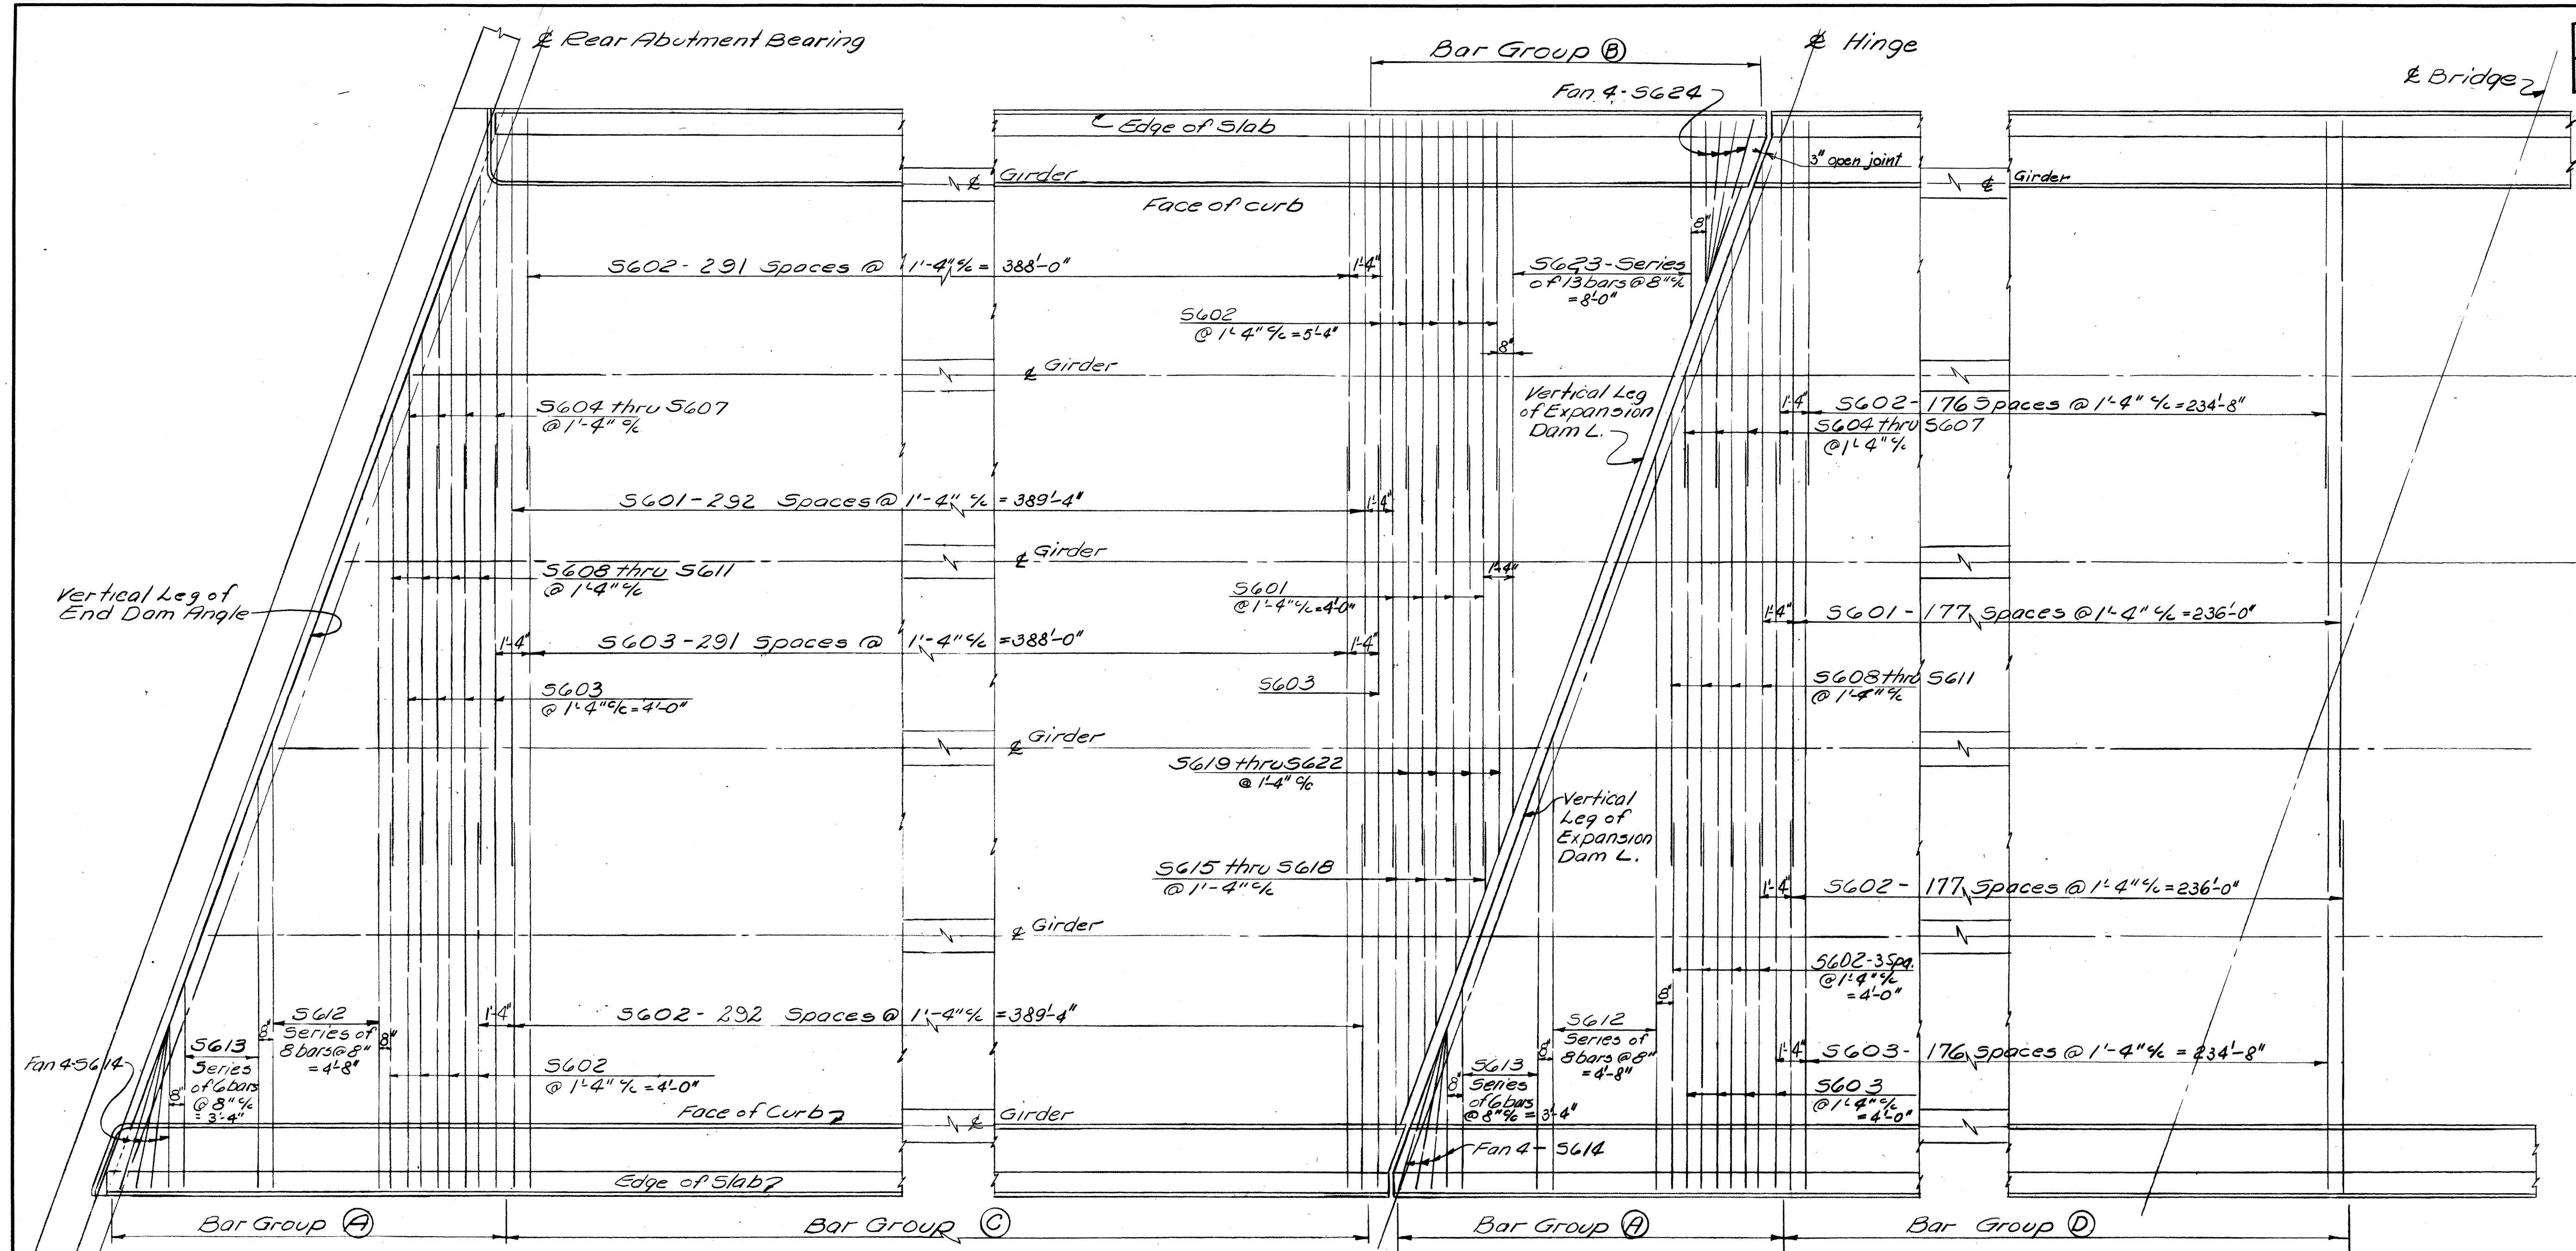 ℄ Rear Abutment Bearing
Bar Group Ⓑ
℄ Hinge
℄ Bridge
Fan 4-S624
Edge of Slab
3" open joint
℄ Girder
℄ Girder
Face of curb
8"
S602-291 Spaces @ 1'-4" c/c = 388'-0"
1'-4"
S623-Series
of 13 bars @ 8" c/c
= 8'-0"
S602
@ 1'-4" c/c = 5'-4"
8"
℄ Girder
Vertical Leg
of Expansion
Dam L.
S604 thru S607
@ 1'-4" c/c
1'-4"
S602-176 Spaces @ 1'-4" c/c = 234'-8"
S604 thru S607
@ 1'-4" c/c
S601-292 Spaces @ 1'-4" c/c = 389'-4"
1'-4"
℄ Girder
S608 thru S611
@ 1'-4" c/c
1'-4"
Vertical Leg of
End Dam Angle
S601
@ 1'-4" c/c = 4'-0"
1'-4"
S601-177 Spaces @ 1'-4" c/c = 236'-0"
1'-4"
S603-291 Spaces @ 1'-4" c/c = 388'-0"
1'-4"
S603
@ 1'-4" c/c = 4'-0"
S603
S608 thru S611
@ 1'-4" c/c
℄ Girder
S619 thru S622
@ 1'-4" c/c
Vertical
Leg of
Expansion
Dam L.
S615 thru S618
@ 1'-4" c/c
1'-4"
S602-177 Spaces @ 1'-4" c/c = 236'-0"
℄ Girder
S602-3 Spa.
@ 1'-4" c/c
= 4'-0"
8"
1'-4"
S602-292 Spaces @ 1'-4" c/c = 389'-4"
8"
S612
Series of
8 bars @ 8"
= 4'-8"
8"
S613
Series
of 6 bars
@ 8" c/c
= 3'-4"
8"
Fan 4-S614
S602
@ 1'-4" c/c = 4'-0"
8"
S612
Series of
8 bars @ 8"
= 4'-8"
8"
S613
Series
of 6 bars
@ 8" c/c = 3'-4"
1'-4"
S603-176 Spaces @ 1'-4" c/c = 234'-8"
S603
@ 1'-4" c/c
= 4'-0"
Face of Curb
℄ Girder
Fan 4-S614
Edge of Slab
Bar Group Ⓐ
Bar Group Ⓒ
Bar Group Ⓐ
Bar Group Ⓓ